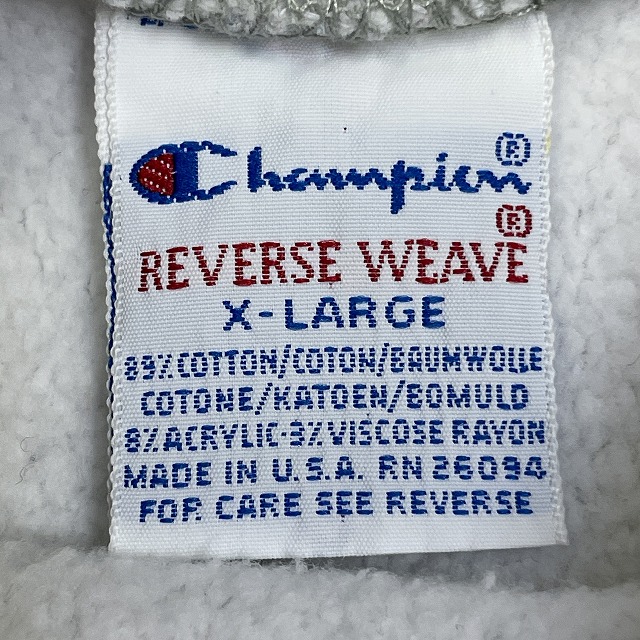 Champion®
REVERSE WEAVE®
X-LARGE
89% COTTON/COTON/BAUMWOLLE
COTONE/KATOEN/BOMULD
8% ACRYLIC-3% VISCOSE RAYON
MADE IN U.S.A. RN 26094
FOR CARE SEE REVERSE